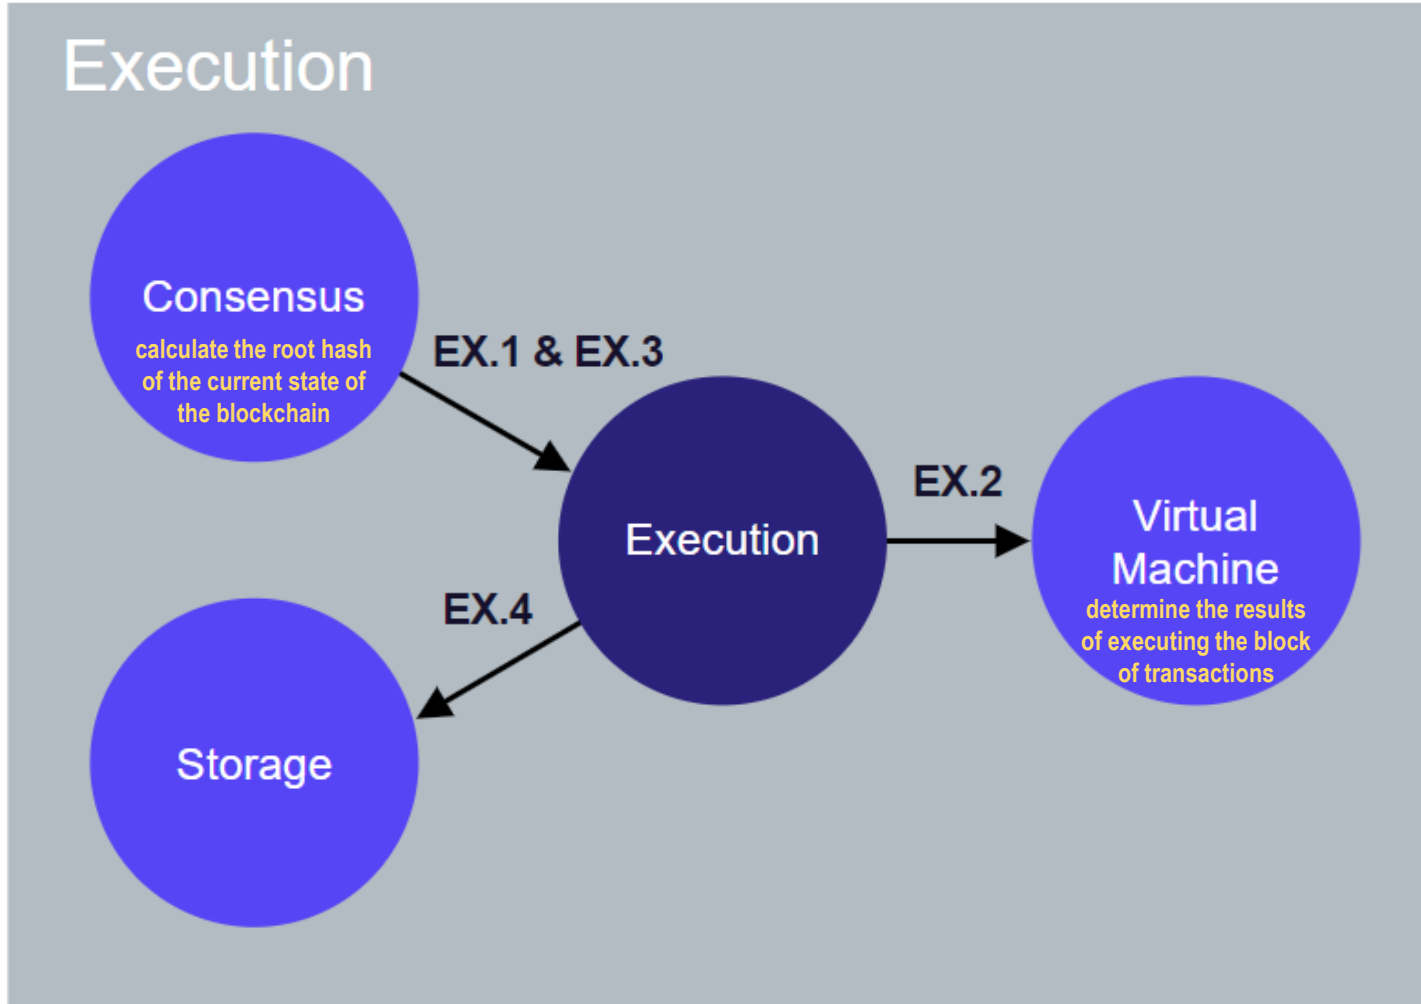 Execution
Consensus
calculate the root hash
of the current state of
the blockchain
EX.1 & EX.3
Execution
EX.2
Virtual
Machine
determine the results
of executing the block
of transactions
EX.4
Storage